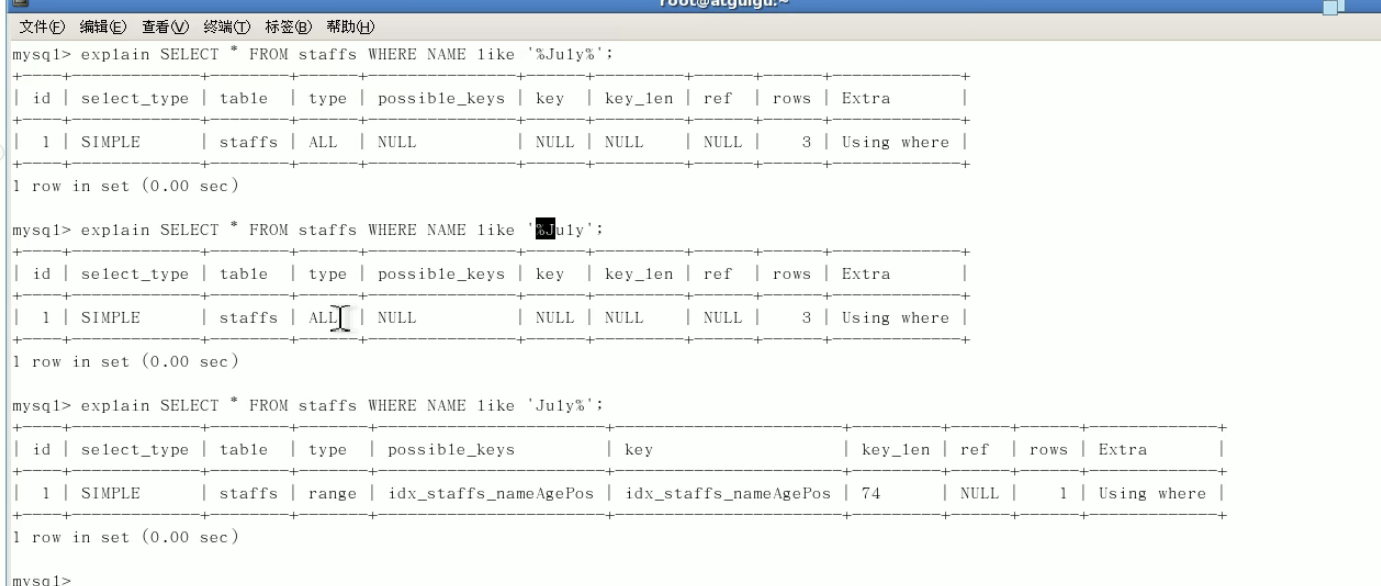 root@atguigu:~
文件(F) 编辑(E) 查看(V) 终端(T) 标签(B) 帮助(H)
mysql> explain SELECT * FROM staffs WHERE NAME like '%July%';
+----+-------------+--------+------+---------------+------+---------+------+------+-------------+
| id | select_type | table | type | possible_keys | key | key_len | ref | rows | Extra |
+----+-------------+--------+------+---------------+------+---------+------+------+-------------+
| 1 | SIMPLE | staffs | ALL | NULL | NULL | NULL | NULL | 3 | Using where |
+----+-------------+--------+------+---------------+------+---------+------+------+-------------+
1 row in set (0.00 sec)
mysql> explain SELECT * FROM staffs WHERE NAME like '%July';
+----+-------------+--------+------+---------------+------+---------+------+------+-------------+
| id | select_type | table | type | possible_keys | key | key_len | ref | rows | Extra |
+----+-------------+--------+------+---------------+------+---------+------+------+-------------+
| 1 | SIMPLE | staffs | ALL | NULL | NULL | NULL | NULL | 3 | Using where |
+----+-------------+--------+------+---------------+------+---------+------+------+-------------+
1 row in set (0.00 sec)
mysql> explain SELECT * FROM staffs WHERE NAME like 'July%';
+----+-------------+--------+-------+-----------------------+-----------------------+---------+------+------+-------------+
| id | select_type | table | type | possible_keys | key | key_len | ref | rows | Extra |
+----+-------------+--------+-------+-----------------------+-----------------------+---------+------+------+-------------+
| 1 | SIMPLE | staffs | range | idx_staffs_nameAgePos | idx_staffs_nameAgePos | 74 | NULL | 1 | Using where |
+----+-------------+--------+-------+-----------------------+-----------------------+---------+------+------+-------------+
1 row in set (0.00 sec)
mysql>